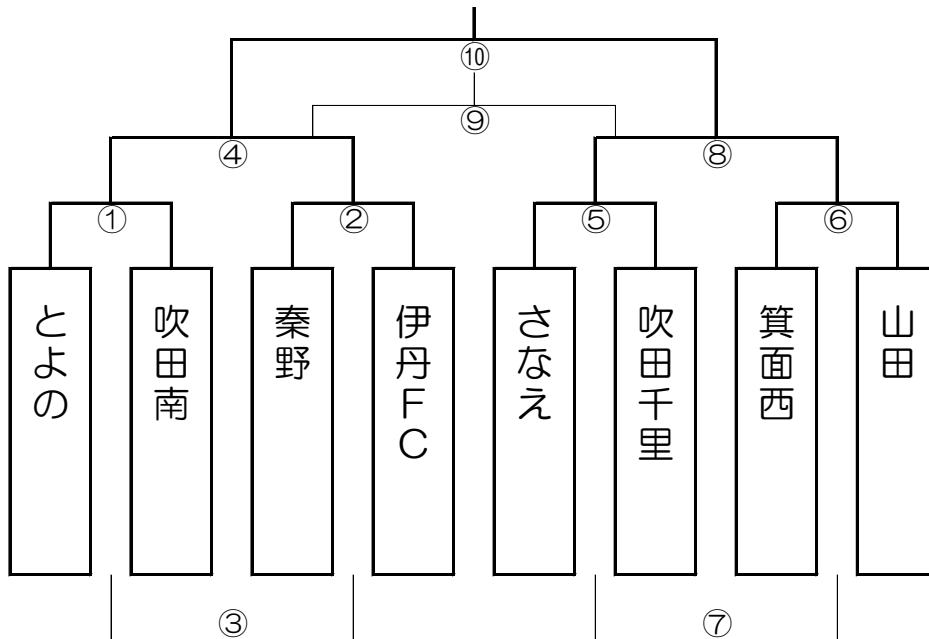 ⑩
⑨
④
⑧
①
②
⑤
⑥
とよの
吹田南
秦野
伊丹FC
さなえ
吹田千里
箕面西
山田
③
⑦